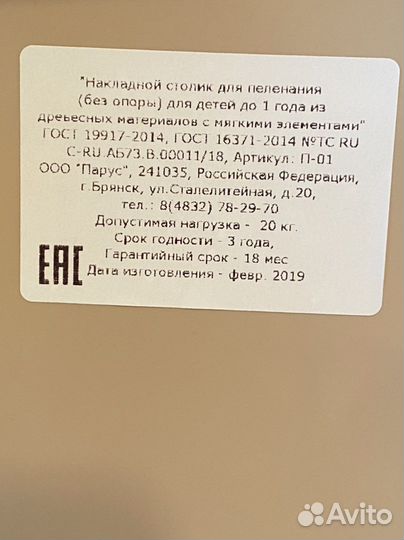 "Накладной столик для пеленания
(без опоры) для детей до 1 года из
древесных материалов с мягкими элементами"
ГОСТ 19917-2014, ГОСТ 16371-2014 №ТС RU
C-RU.АБ73.В.00011/18, Артикул: П-01
ООО "Парус", 241035, Российская Федерация,
г.Брянск, ул.Сталелитейная, д.20,
тел.: 8(4832) 78-29-70
Допустимая нагрузка - 20 кг.
Срок годности - 3 года,
Гарантийный срок - 18 мес
Дата изготовления - февр. 2019
ЕАС
Avito